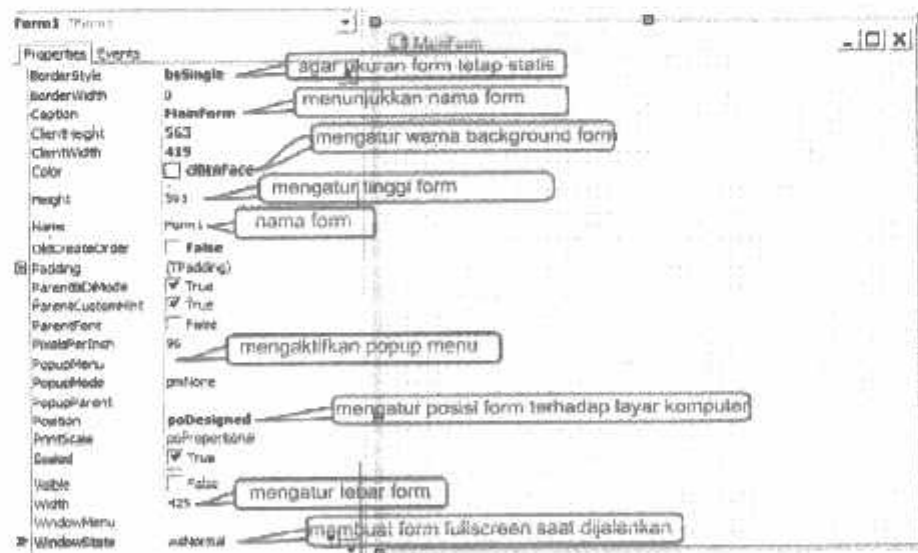 Form1 TForm1
MainForm
Properties Events
BorderStyle bsSingle
agar ukuran form tetap statis
BorderWidth 0
menunjukkan nama form
Caption MainForm
ClientHeight 563
ClientWidth 419
mengatur warna background form
Color clBtnFace
mengatur tinggi form
Height 593
Name Form1
nama form
OldCreateOrder False
Padding (TPadding)
ParentBiDiMode True
ParentCustomHint True
ParentFont False
PixelsPerInch 96
mengaktifkan popup menu
PopupMenu
PopupMode pmNone
PopupParent
mengatur posisi form terhadap layar komputer
Position poDesigned
PrintScale poProportional
Scaled True
Visible False
mengatur lebar form
Width 425
WindowMenu
membuat form fullscreen saat dijalankan
WindowState wsNormal